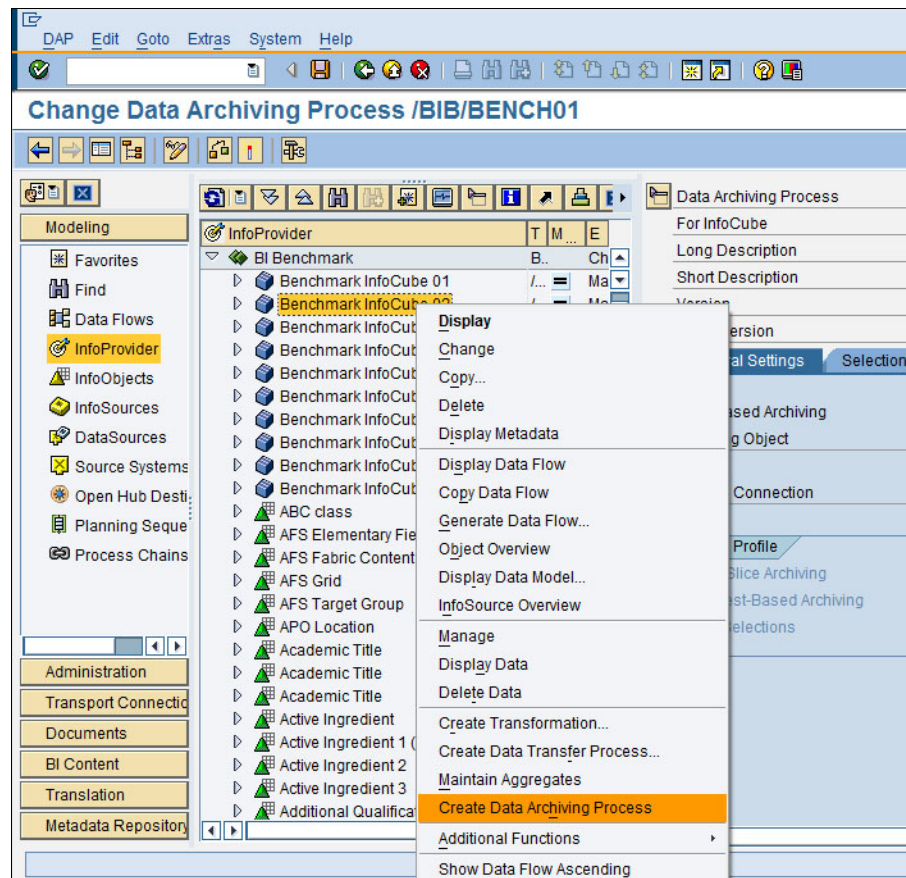 DAP Edit Goto Extras System Help
Change Data Archiving Process /BIB/BENCH01
Modeling
Favorites
Find
Data Flows
InfoProvider
InfoObjects
InfoSources
DataSources
Source Systems
Open Hub Desti
Planning Seque
Process Chains
Administration
Transport Connectio
Documents
BI Content
Translation
Metadata Repository
InfoProvider T M... E
BI Benchmark B.. Ch
Benchmark InfoCube 01 /... = Ma
Benchmark InfoCube 02
Benchmark InfoCub
Benchmark InfoCub
Benchmark InfoCub
Benchmark InfoCub
Benchmark InfoCub
Benchmark InfoCub
Benchmark InfoCub
Benchmark InfoCub
ABC class
AFS Elementary Fie
AFS Fabric Content
AFS Grid
AFS Target Group
APO Location
Academic Title
Academic Title
Academic Title
Active Ingredient
Active Ingredient 1 (
Active Ingredient 2
Active Ingredient 3
Additional Qualificat
Display
Change
Copy...
Delete
Display Metadata
Display Data Flow
Copy Data Flow
Generate Data Flow...
Object Overview
Display Data Model...
InfoSource Overview
Manage
Display Data
Delete Data
Create Transformation...
Create Data Transfer Process...
Maintain Aggregates
Create Data Archiving Process
Additional Functions
Show Data Flow Ascending
Data Archiving Process
For InfoCube
Long Description
Short Description
Version
ersion
al Settings Selection
ased Archiving
g Object
Connection
Profile
Slice Archiving
est-Based Archiving
elections